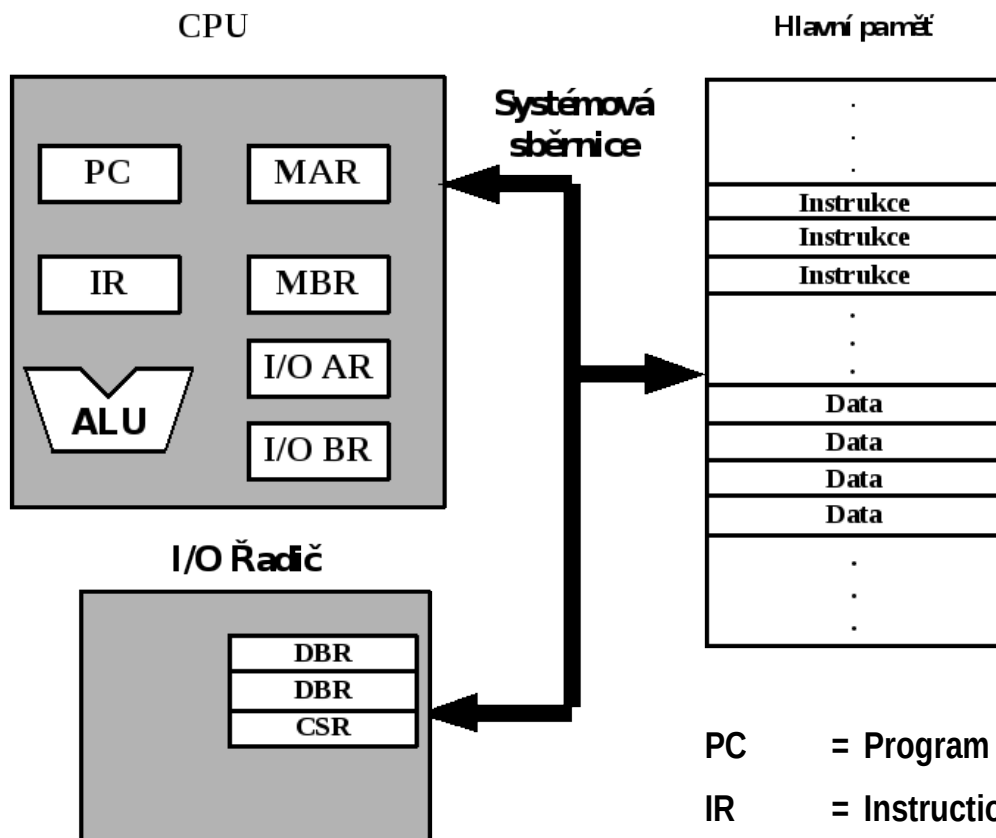 CPU
Hlavní paměť
Systémová
sběrnice
PC
MAR
IR
MBR
I/O AR
ALU
I/O BR
.
.
.
Instrukce
Instrukce
Instrukce
.
.
.
Data
Data
Data
Data
.
.
.
I/O Řadič
DBR
DBR
CSR
PC = Program
IR = Instructio